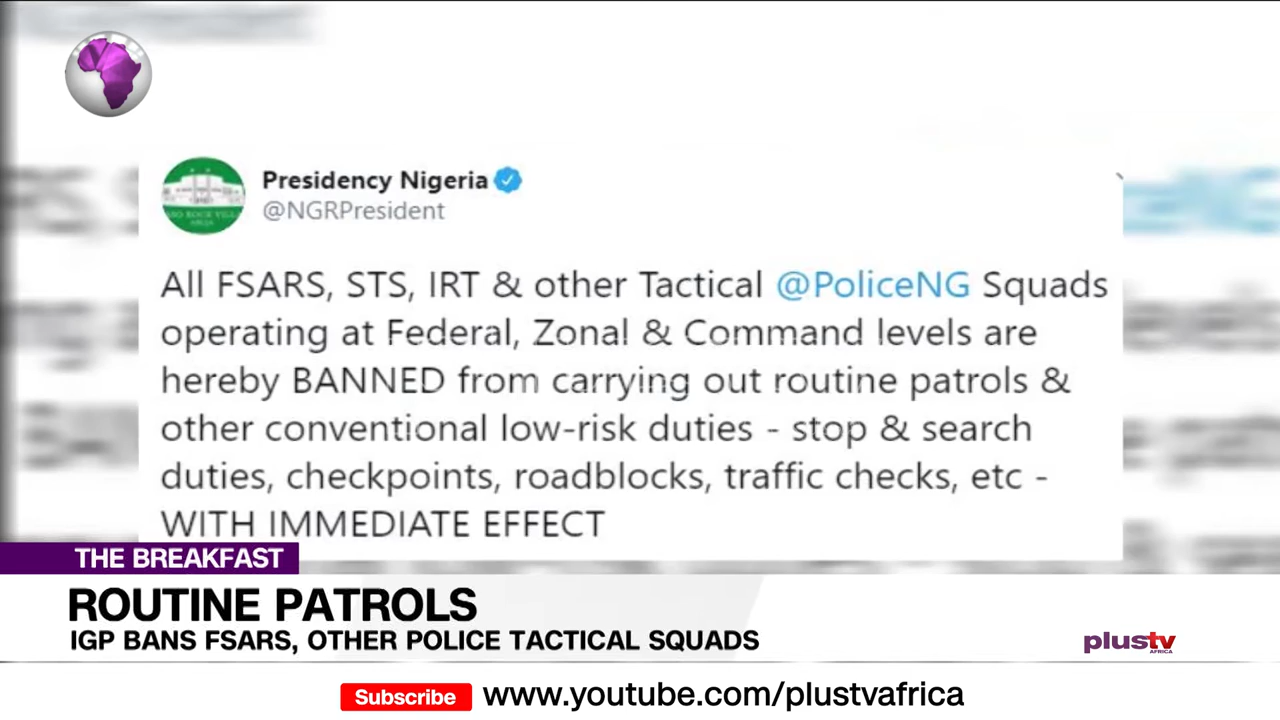 Presidency Nigeria
@NGRPresident
All FSARS, STS, IRT & other Tactical @PoliceNG Squads
operating at Federal, Zonal & Command levels are
hereby BANNED from carrying out routine patrols &
other conventional low-risk duties - stop & search
duties, checkpoints, roadblocks, traffic checks, etc -
WITH IMMEDIATE EFFECT
THE BREAKFAST
ROUTINE PATROLS
IGP BANS FSARS, OTHER POLICE TACTICAL SQUADS
plustv
AFRICA
Subscribe www.youtube.com/plustvafrica